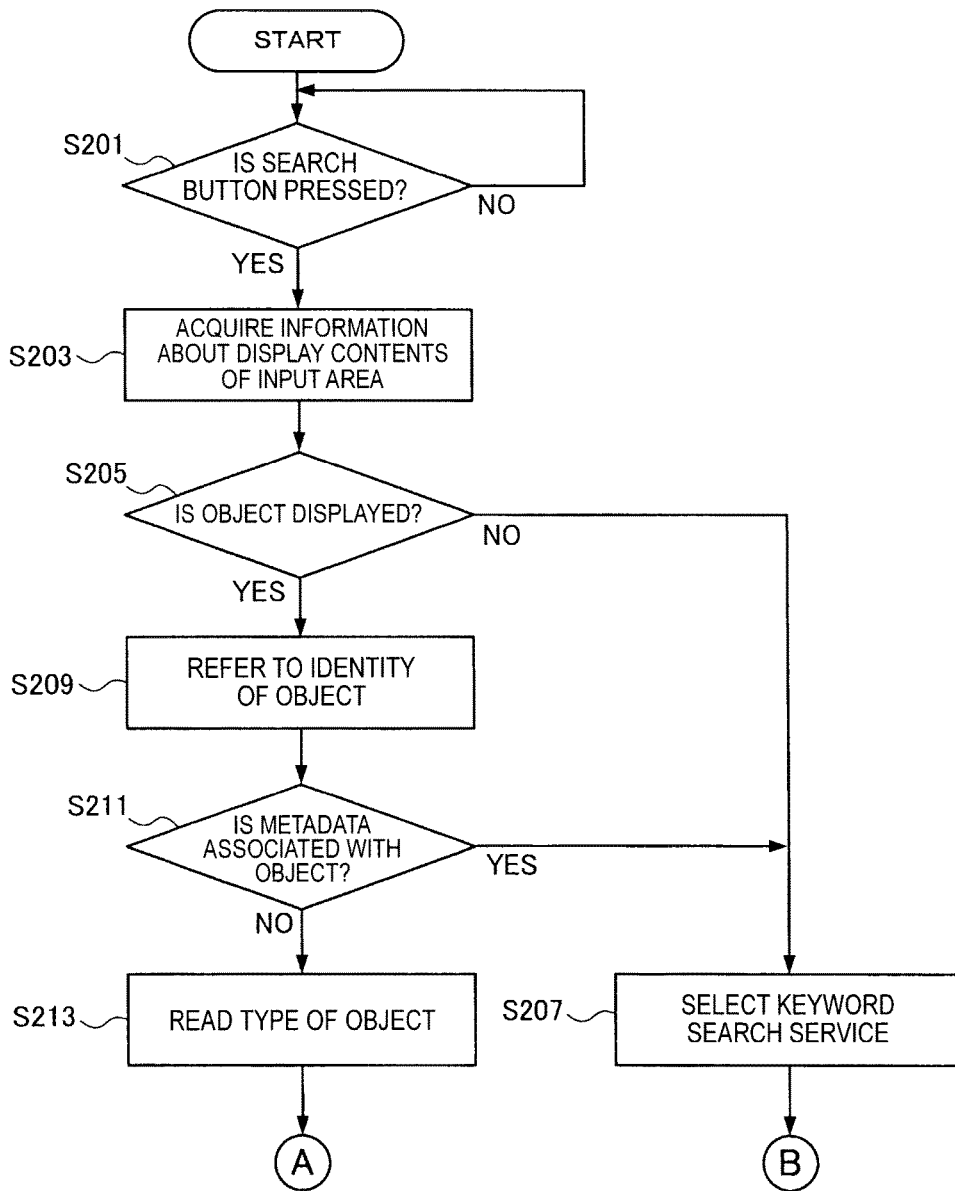 START
S201
IS SEARCH
BUTTON PRESSED?
NO
YES
S203
ACQUIRE INFORMATION
ABOUT DISPLAY CONTENTS
OF INPUT AREA
S205
IS OBJECT DISPLAYED?
NO
YES
S209
REFER TO IDENTITY
OF OBJECT
S211
IS METADATA
ASSOCIATED WITH
OBJECT?
YES
NO
S213
READ TYPE OF OBJECT
S207
SELECT KEYWORD
SEARCH SERVICE
A
B